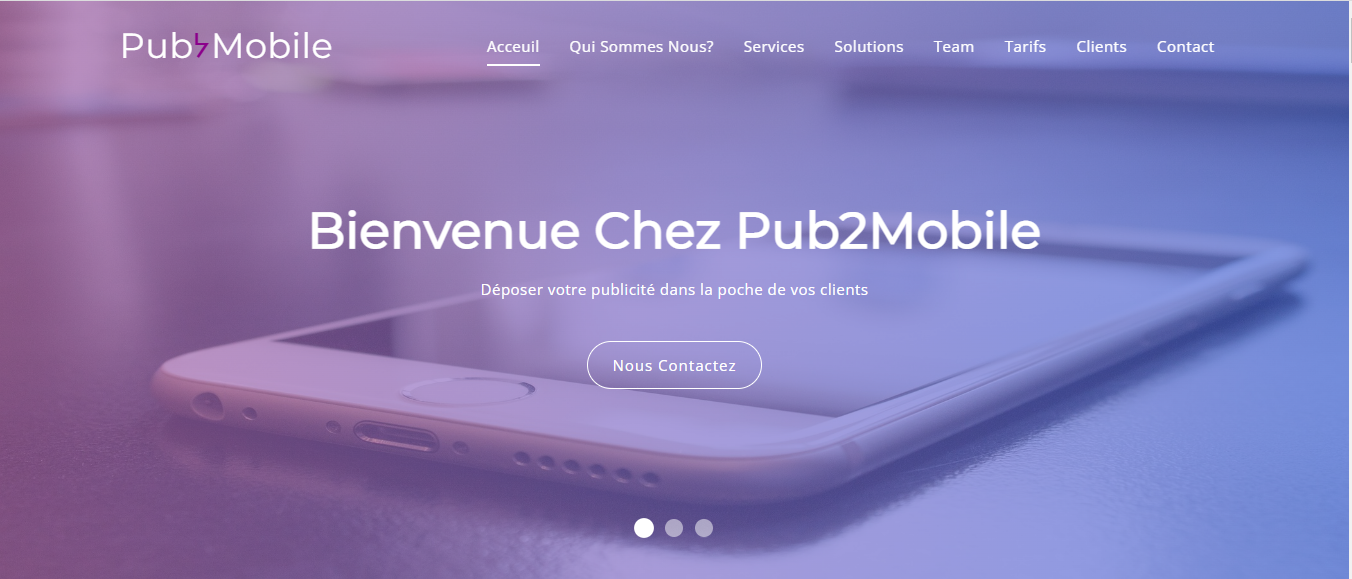 Pub2Mobile
Acceuil Qui Sommes Nous? Services Solutions Team Tarifs Clients Contact
Bienvenue Chez Pub2Mobile
Déposer votre publicité dans la poche de vos clients
Nous Contactez